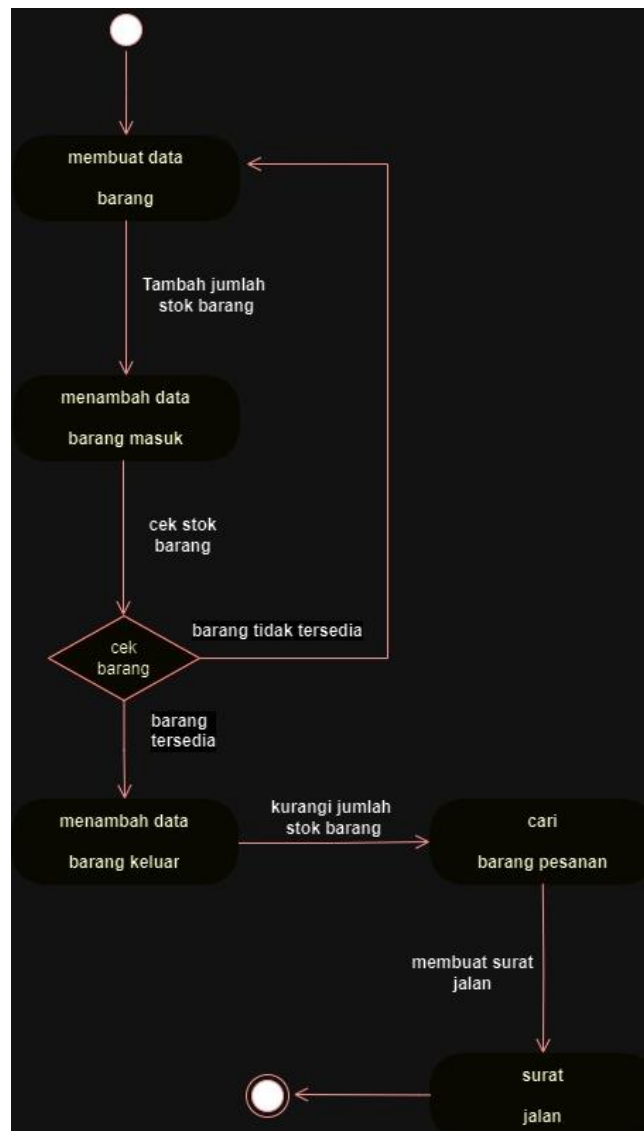 membuat data
barang
Tambah jumlah
stok barang
menambah data
barang masuk
cek stok
barang
barang tidak tersedia
cek
barang
barang
tersedia
menambah data
barang keluar
kurangi jumlah
stok barang
cari
barang pesanan
membuat surat
jalan
surat
jalan